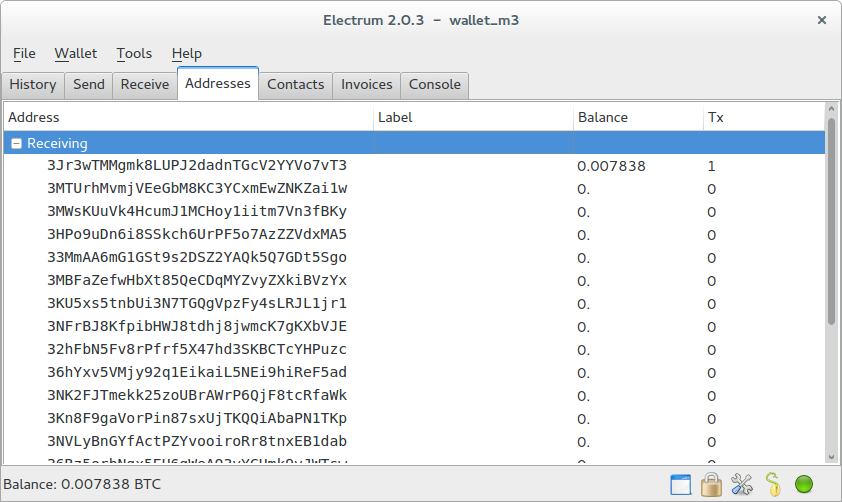 Electrum 2.0.3 – wallet_m3
File Wallet Tools Help
History Send Receive Addresses Contacts Invoices Console
Address Label Balance Tx
Receiving
3Jr3wTMMgmk8LUPJ2dadnTGcV2YYVo7vT3 0.007838 1
3MTUrhMvmjVEeGbM8KC3YCxmEwZNKZai1w 0. 0
3MWsKUuVk4HcumJ1MCHoy1iitm7Vn3fBKy 0. 0
3HPo9uDn6i8SSkch6UrPF5o7AzZZVdxMA5 0. 0
33MmAA6mG1GSt9s2DSZ2YAQk5Q7GDt5Sgo 0. 0
3MBFaZefwHbXt85QeCDqMYZvyZXkiBVzYx 0. 0
3KU5xs5tnbUi3N7TGQgVpzFy4sLRJL1jr1 0. 0
3NFrBJ8KfpibHWJ8tdhj8jwmcK7gKXbVJE 0. 0
32hFbN5Fv8rPfrf5X47hd3SKBCTcYHPuzc 0. 0
36hYxv5VMjy92q1EikaiL5NEi9hiReF5ad 0. 0
3NK2FJTmekk25zoUBrAWrP6QjF8tcRfaWk 0. 0
3Kn8F9gaVorPin87sxUjTKQQiAbaPN1TKp 0. 0
3NVLyBnGYfActPZYvooiroRr8tnxEB1dab 0. 0
Balance: 0.007838 BTC